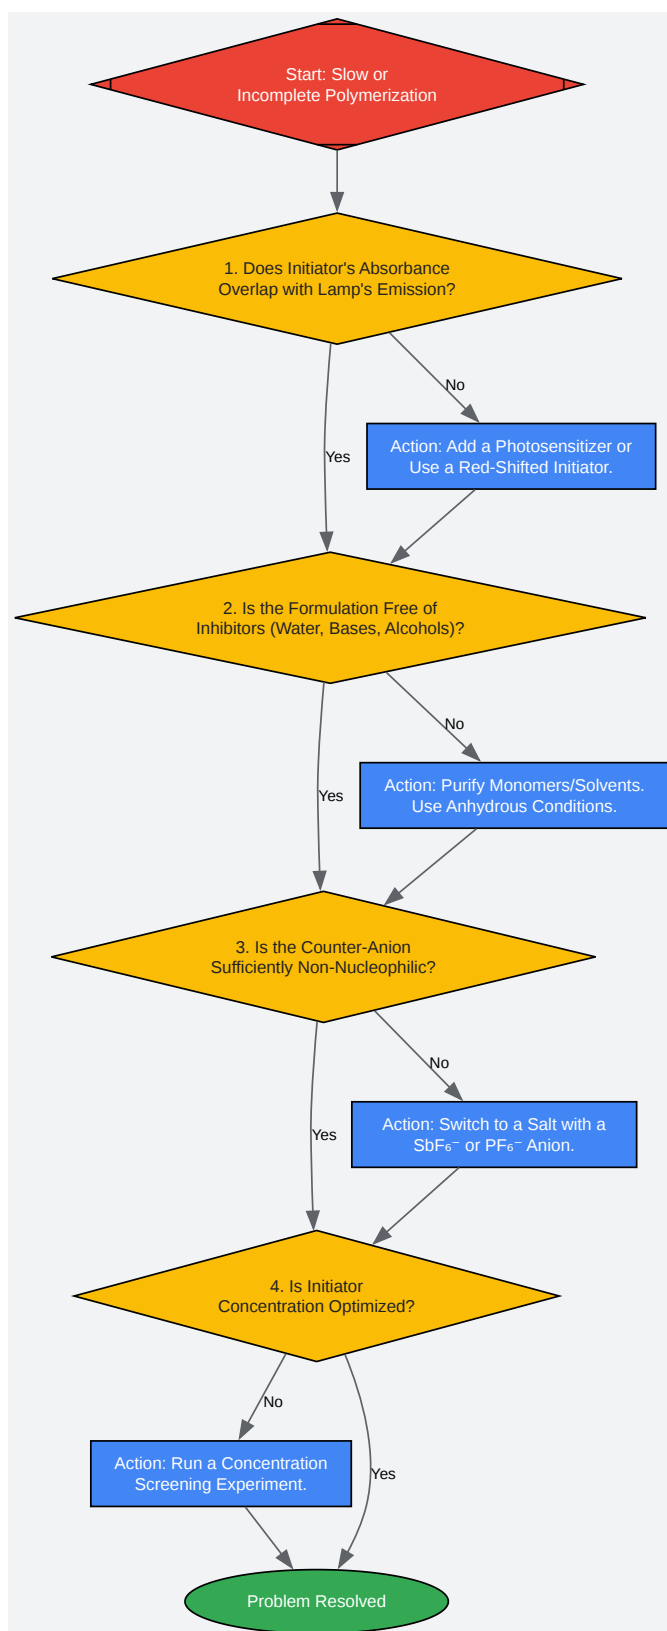 Start: Slow or
Incomplete Polymerization
1. Does Initiator's Absorbance
Overlap with Lamp's Emission?
No
Action: Add a Photosensitizer or
Use a Red-Shifted Initiator.
Yes
2. Is the Formulation Free of
Inhibitors (Water, Bases, Alcohols)?
No
Action: Purify Monomers/Solvents.
Use Anhydrous Conditions.
Yes
3. Is the Counter-Anion
Sufficiently Non-Nucleophilic?
No
Action: Switch to a Salt with a
SbF₆⁻ or PF₆⁻ Anion.
Yes
4. Is Initiator
Concentration Optimized?
No
Action: Run a Concentration
Screening Experiment.
Yes
Problem Resolved